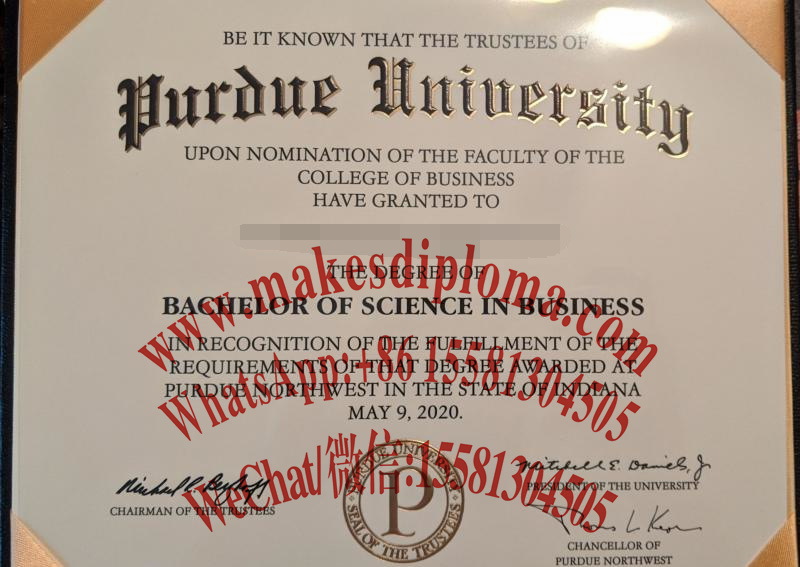 BE IT KNOWN THAT THE TRUSTEES OF
Purdue University
UPON NOMINATION OF THE FACULTY OF THE
COLLEGE OF BUSINESS
HAVE GRANTED TO
THE DEGREE OF
BACHELOR OF SCIENCE IN BUSINESS
IN RECOGNITION OF THE FULFILLMENT OF THE
REQUIREMENTS OF THAT DEGREE AWARDED AT
PURDUE NORTHWEST IN THE STATE OF INDIANA
MAY 9, 2020.
www.makesdiploma.com
WhatsApp:+86 15581304505
WeChat/微信:15581304505
CHAIRMAN OF THE TRUSTEES
PURDUE UNIVERSITY
P
SEAL OF THE TRUSTEES
Mitchell E. Daniels, Jr
PRESIDENT OF THE UNIVERSITY
CHANCELLOR OF
PURDUE NORTHWEST